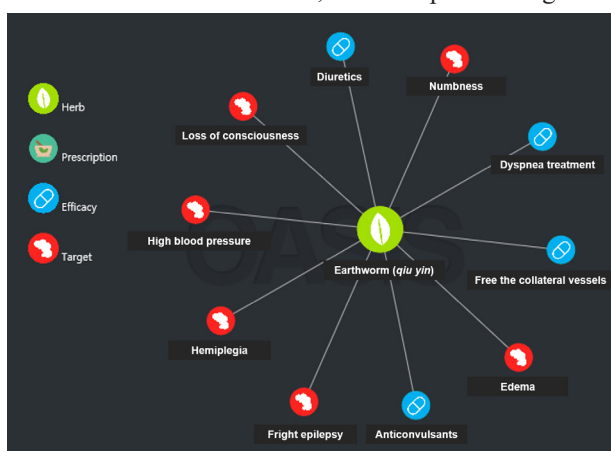 Diuretics
Numbness
Herb
Loss of consciousness
Prescription
Dyspnea treatment
Efficacy
High blood pressure
Target
OASIS
Earthworm (qiu yin)
Free the collateral vessels
Hemiplegia
Edema
Fright epilepsy
Anticonvulsants